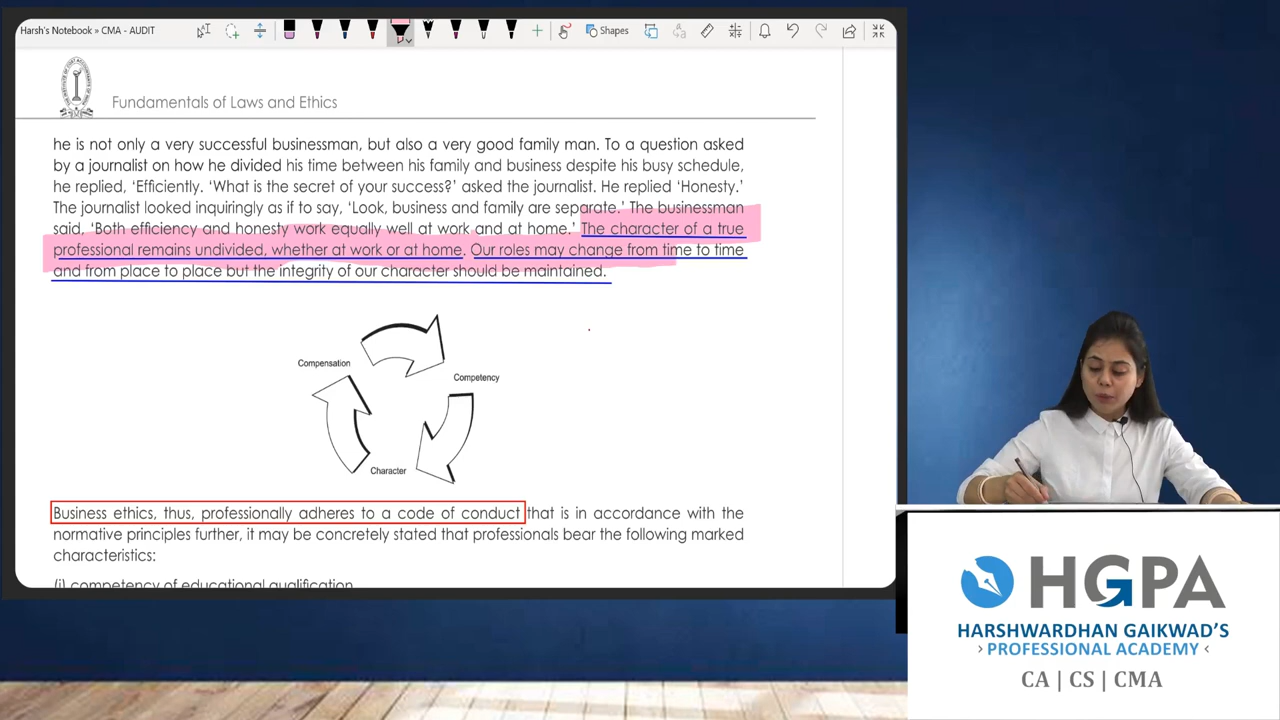 Harsh's Notebook » CMA - AUDIT
Shapes
Fundamentals of Laws and Ethics
he is not only a very successful businessman, but also a very good family man. To a question asked
by a journalist on how he divided his time between his family and business despite his busy schedule,
he replied, ‘Efficiently. ‘What is the secret of your success?’ asked the journalist. He replied ‘Honesty.’
The journalist looked inquiringly as if to say, ‘Look, business and family are separate.’ The businessman
said, ‘Both efficiency and honesty work equally well at work and at home.’ The character of a true
professional remains undivided, whether at work or at home. Our roles may change from time to time
and from place to place but the integrity of our character should be maintained.
Compensation
Competency
Character
Business ethics, thus, professionally adheres to a code of conduct that is in accordance with the
normative principles further, it may be concretely stated that professionals bear the following marked
characteristics:
(i) competency of educational qualification
HGPA
HARSHWARDHAN GAIKWAD'S
› PROFESSIONAL ACADEMY ‹
CA | CS | CMA